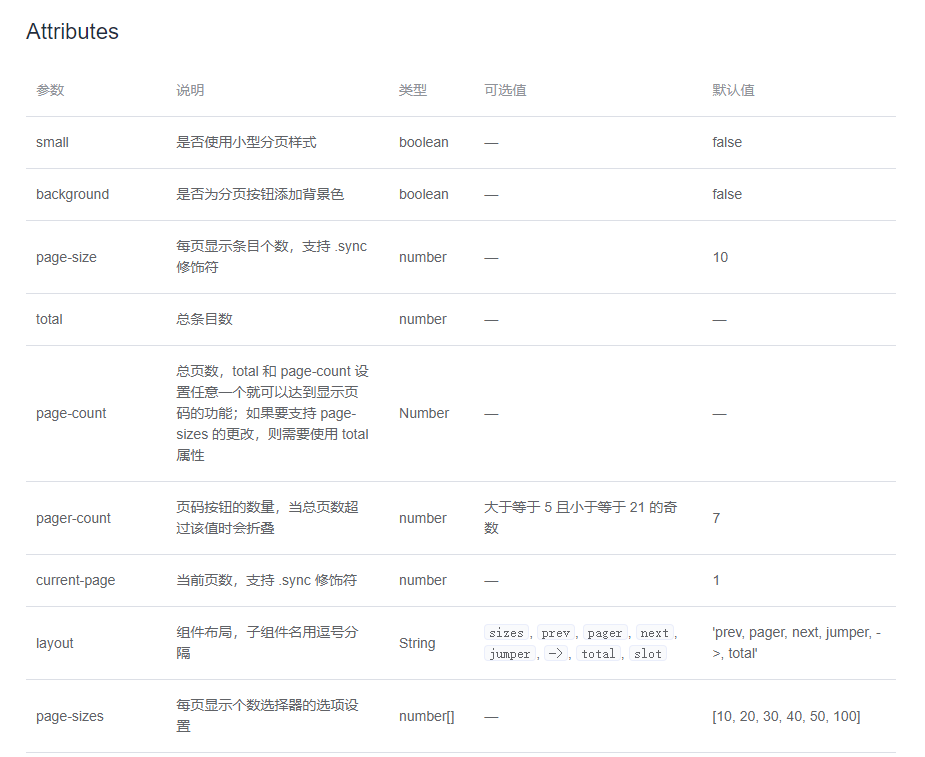 Attributes
参数 说明 类型 可选值 默认值
small 是否使用小型分页样式 boolean — false
background 是否为分页按钮添加背景色 boolean — false
page-size 每页显示条目个数，支持 .sync
修饰符 number — 10
total 总条目数 number — —
page-count 总页数，total 和 page-count 设
置任意一个就可以达到显示页
码的功能；如果要支持 page-
sizes 的更改，则需要使用 total
属性 Number — —
pager-count 页码按钮的数量，当总页数超
过该值时会折叠 number 大于等于 5 且小于等于 21 的奇
数 7
current-page 当前页数，支持 .sync 修饰符 number — 1
layout 组件布局，子组件名用逗号分
隔 String sizes, prev, pager, next,
jumper, ->, total, slot 'prev, pager, next, jumper, -
>, total'
page-sizes 每页显示个数选择器的选项设
置 number[] — [10, 20, 30, 40, 50, 100]